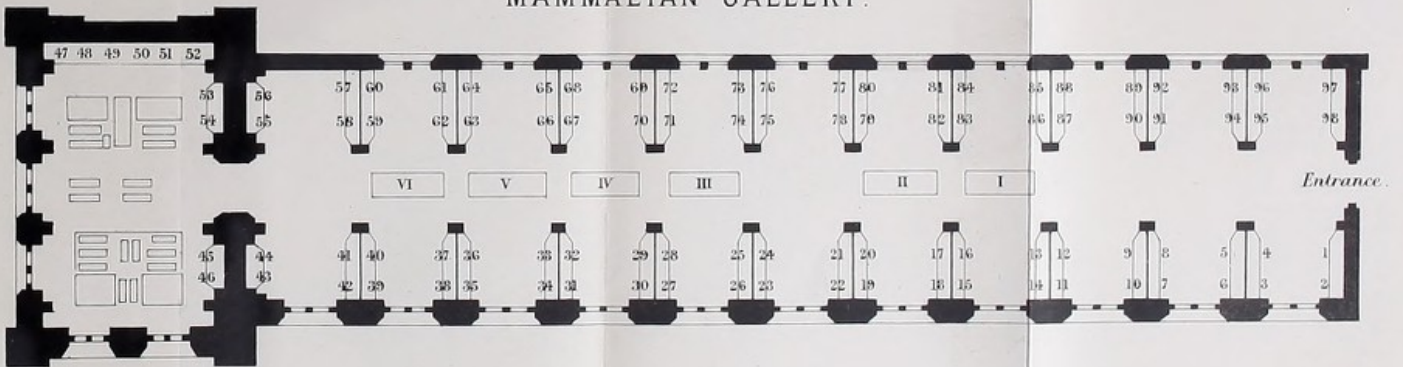 MAMMALIAN GALLERY.
47 48 49 50 51 52
53 56 57 60 61 64 65 68 69 72 73 76 77 80 81 84 85 88 89 92 93 96 97
54 55 58 59 62 63 66 67 70 71 74 75 78 79 82 83 86 87 90 91 94 95 98
VI V IV III II I Entrance.
45 44 41 40 37 36 33 32 29 28 25 24 21 20 17 16 13 12 9 8 5 4 1
46 43 42 39 38 35 34 31 30 27 26 23 22 19 18 15 14 11 10 7 6 3 2